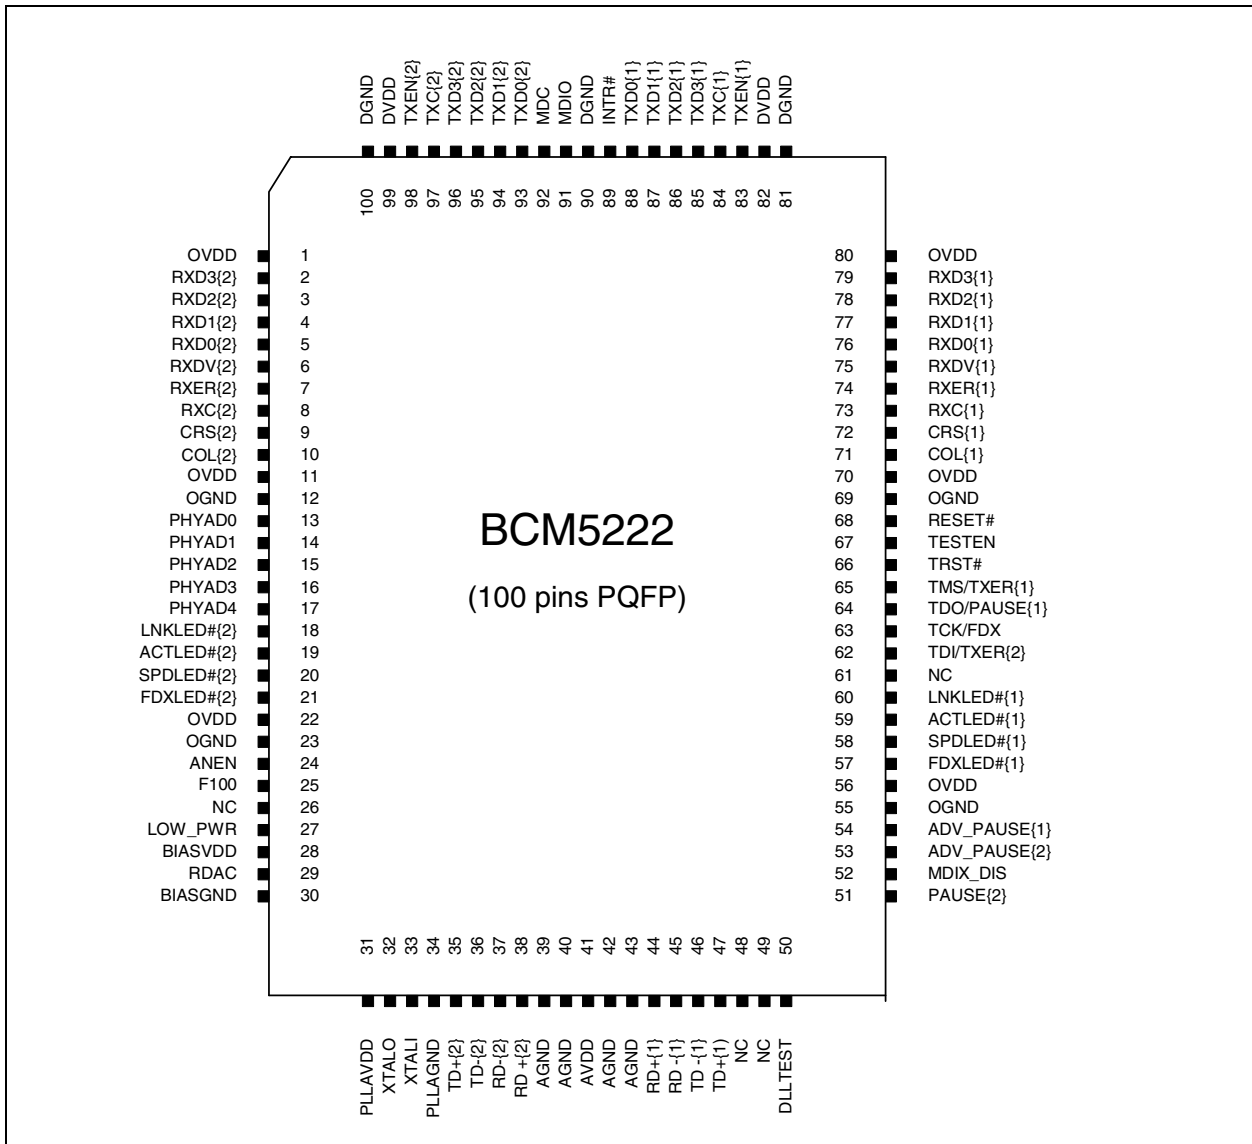 DGND
DVDD
TXEN{2}
TXC{2}
TXD3{2}
TXD2{2}
TXD1{2}
TXD0{2}
MDC
MDIO
DGND
INTR#
TXD0{1}
TXD1{1}
TXD2{1}
TXD3{1}
TXC{1}
TXEN{1}
DVDD
DGND
100
99
98
97
96
95
94
93
92
91
90
89
88
87
86
85
84
83
82
81
OVDD 1 80 OVDD
RXD3{2} 2 79 RXD3{1}
RXD2{2} 3 78 RXD2{1}
RXD1{2} 4 77 RXD1{1}
RXD0{2} 5 76 RXD0{1}
RXDV{2} 6 75 RXDV{1}
RXER{2} 7 74 RXER{1}
RXC{2} 8 73 RXC{1}
CRS{2} 9 72 CRS{1}
COL{2} 10 71 COL{1}
OVDD 11 70 OVDD
OGND 12 69 OGND
PHYAD0 13 68 RESET#
PHYAD1 14 67 TESTEN
PHYAD2 15 66 TRST#
PHYAD3 16 65 TMS/TXER{1}
PHYAD4 17 64 TDO/PAUSE{1}
LNKLED#{2} 18 63 TCK/FDX
ACTLED#{2} 19 62 TDI/TXER{2}
SPDLED#{2} 20 61 NC
FDXLED#{2} 21 60 LNKLED#{1}
OVDD 22 59 ACTLED#{1}
OGND 23 58 SPDLED#{1}
ANEN 24 57 FDXLED#{1}
F100 25 56 OVDD
NC 26 55 OGND
LOW_PWR 27 54 ADV_PAUSE{1}
BIASVDD 28 53 ADV_PAUSE{2}
RDAC 29 52 MDIX_DIS
BIASGND 30 51 PAUSE{2}
BCM5222
(100 pins PQFP)
31
32
33
34
35
36
37
38
39
40
41
42
43
44
45
46
47
48
49
50
PLLAVDD
XTALO
XTALI
PLLAGND
TD+{2}
TD-{2}
RD-{2}
RD +{2}
AGND
AGND
AVDD
AGND
AGND
RD+{1}
RD -{1}
TD -{1}
TD+{1)
NC
NC
DLLTEST